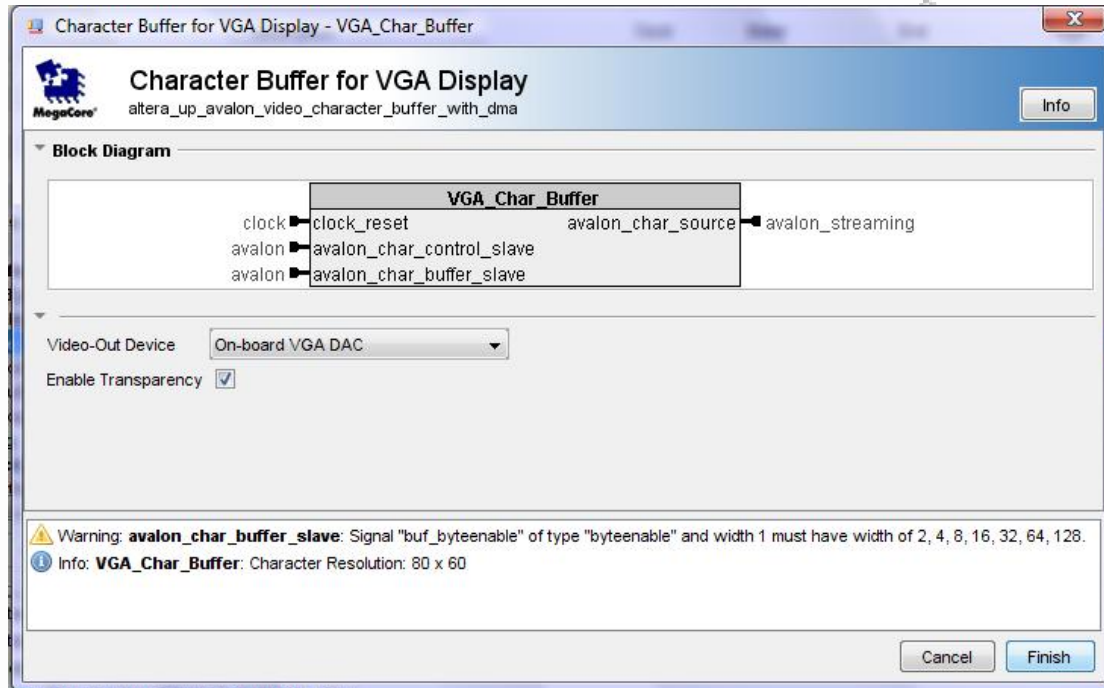 Character Buffer for VGA Display - VGA_Char_Buffer
Character Buffer for VGA Display
altera_up_avalon_video_character_buffer_with_dma
MegaCore®
Info
Block Diagram
VGA_Char_Buffer
clock clock_reset avalon_char_source avalon_streaming
avalon avalon_char_control_slave
avalon avalon_char_buffer_slave
Video-Out Device On-board VGA DAC
Enable Transparency
Warning: avalon_char_buffer_slave: Signal "buf_byteenable" of type "byteenable" and width 1 must have width of 2, 4, 8, 16, 32, 64, 128.
Info: VGA_Char_Buffer: Character Resolution: 80 x 60
Cancel Finish